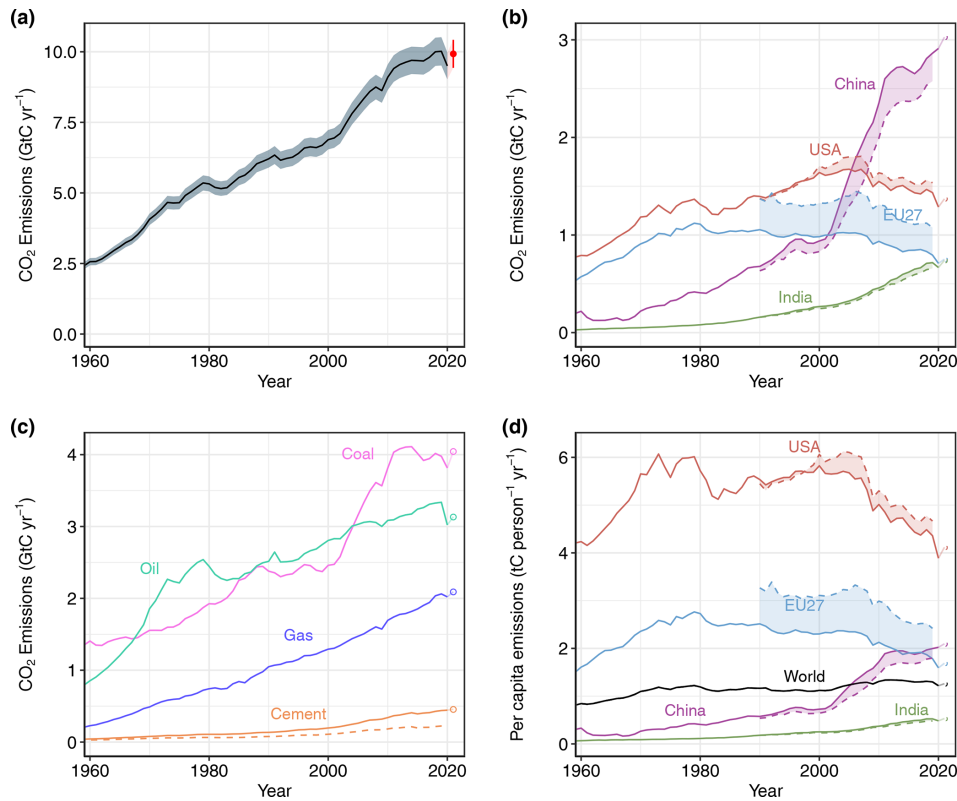 (a)
CO₂ Emissions (GtC yr⁻¹)
10.0
7.5
5.0
2.5
0.0
1960 1980 2000 2020
Year
(b)
CO₂ Emissions (GtC yr⁻¹)
3
2
1
0
China
USA
EU27
India
1960 1980 2000 2020
Year
(c)
CO₂ Emissions (GtC yr⁻¹)
4
3
2
1
0
Coal
Oil
Gas
Cement
1960 1980 2000 2020
Year
(d)
Per capita emissions (tC person⁻¹ yr⁻¹)
6
4
2
0
USA
EU27
World
China
India
1960 1980 2000 2020
Year